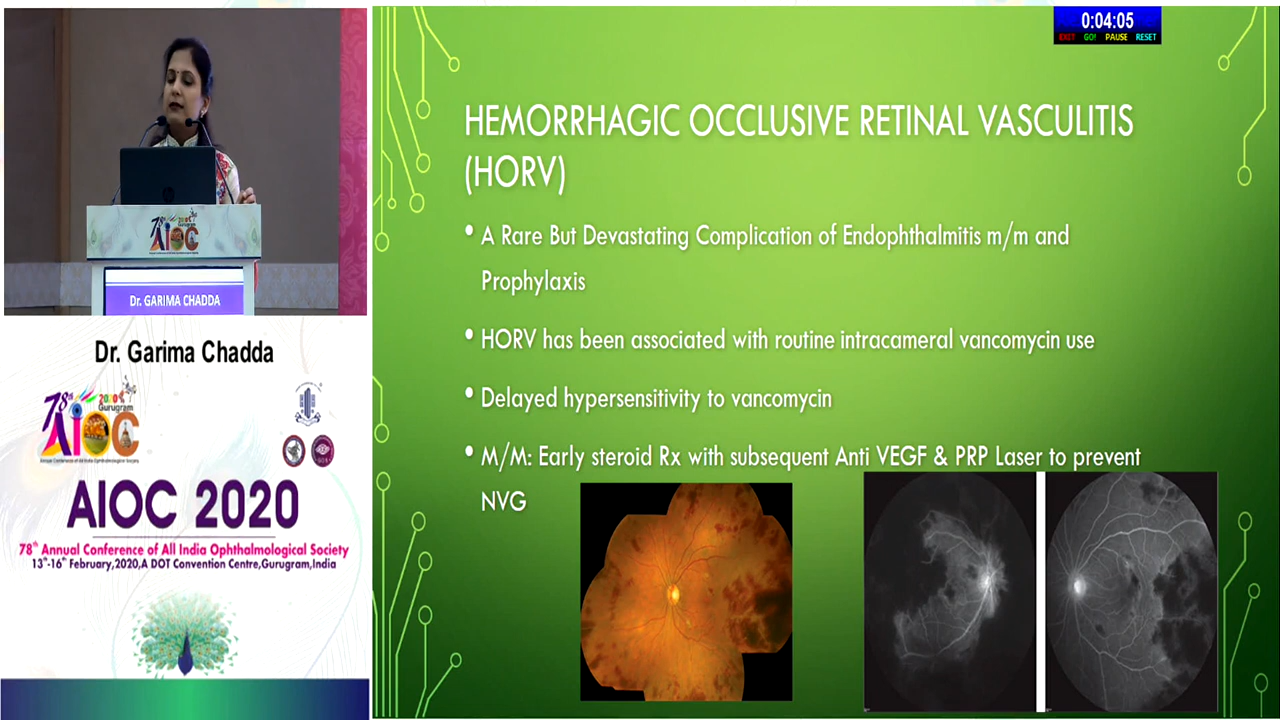 0:04:05
EXIT GO! PAUSE RESET
HEMORRHAGIC OCCLUSIVE RETINAL VASCULITIS
(HORV)
• A Rare But Devastating Complication of Endophthalmitis m/m and
Prophylaxis
• HORV has been associated with routine intracameral vancomycin use
• Delayed hypersensitivity to vancomycin
• M/M: Early steroid Rx with subsequent Anti VEGF & PRP Laser to prevent
NVG
78th
AIOC
Dr. GARIMA CHADDA
Dr. Garima Chadda
78th 2020
Gurugram
AIOC
AIOC 2020
78th Annual Conference of All India Ophthalmological Society
13th-16th February,2020,A DOT Convention Centre,Gurugram,India